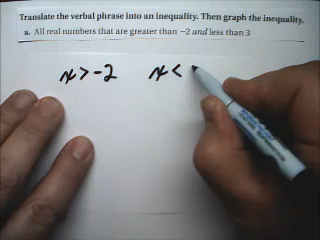 Translate the verbal phrase into an inequality. Then graph the inequality.
a. All real numbers that are greater than −2 and less than 3
x > -2 x <